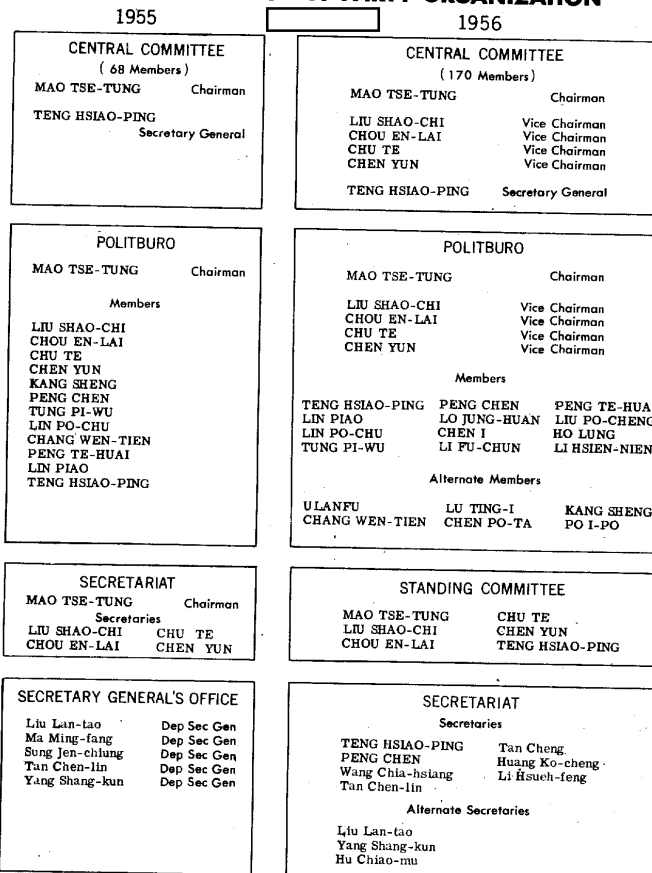 PARTY ORGANIZATION
1955
CENTRAL COMMITTEE
( 68 Members )
MAO TSE-TUNG Chairman
TENG HSIAO-PING
Secretary General
POLITBURO
MAO TSE-TUNG Chairman
Members
LIU SHAO-CHI
CHOU EN-LAI
CHU TE
CHEN YUN
KANG SHENG
PENG CHEN
TUNG PI-WU
LIN PO-CHU
CHANG WEN-TIEN
PENG TE-HUAI
LIN PIAO
TENG HSIAO-PING
SECRETARIAT
MAO TSE-TUNG Chairman
Secretaries
LIU SHAO-CHI CHU TE
CHOU EN-LAI CHEN YUN
SECRETARY GENERAL'S OFFICE
Liu Lan-tao Dep Sec Gen
Ma Ming-fang Dep Sec Gen
Sung Jen-chiung Dep Sec Gen
Tan Chen-lin Dep Sec Gen
Yang Shang-kun Dep Sec Gen
1956
CENTRAL COMMITTEE
( 170 Members )
MAO TSE-TUNG Chairman
LIU SHAO-CHI Vice Chairman
CHOU EN-LAI Vice Chairman
CHU TE Vice Chairman
CHEN YUN Vice Chairman
TENG HSIAO-PING Secretary General
POLITBURO
MAO TSE-TUNG Chairman
LIU SHAO-CHI Vice Chairman
CHOU EN-LAI Vice Chairman
CHU TE Vice Chairman
CHEN YUN Vice Chairman
Members
TENG HSIAO-PING PENG CHEN PENG TE-HUA
LIN PIAO LO JUNG-HUAN LIU PO-CHENG
LIN PO-CHU CHEN I HO LUNG
TUNG PI-WU LI FU-CHUN LI HSIEN-NIEN
Alternate Members
ULANFU LU TING-I KANG SHENG
CHANG WEN-TIEN CHEN PO-TA PO I-PO
STANDING COMMITTEE
MAO TSE-TUNG CHU TE
LIU SHAO-CHI CHEN YUN
CHOU EN-LAI TENG HSIAO-PING
SECRETARIAT
Secretaries
TENG HSIAO-PING Tan Cheng
PENG CHEN Huang Ko-cheng
Wang Chia-hsiang Li Hsueh-feng
Tan Chen-lin
Alternate Secretaries
Liu Lan-tao
Yang Shang-kun
Hu Chiao-mu